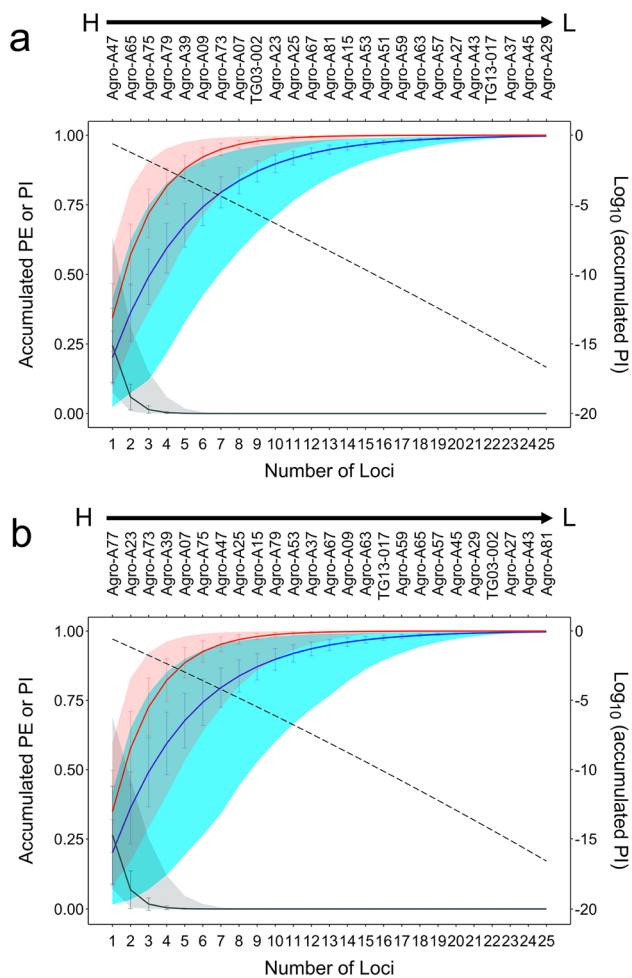 a
H
L
Agro-A47
Agro-A65
Agro-A75
Agro-A79
Agro-A39
Agro-A09
Agro-A73
Agro-A07
TG03-002
Agro-A23
Agro-A25
Agro-A67
Agro-A81
Agro-A15
Agro-A53
Agro-A51
Agro-A59
Agro-A63
Agro-A57
Agro-A27
Agro-A43
TG13-017
Agro-A37
Agro-A45
Agro-A29
Accumulated PE or PI
1.00
0.75
0.50
0.25
0.00
0
-5
-10
-15
-20
Log10 (accumulated PI)
1 2 3 4 5 6 7 8 9 10 11 12 13 14 15 16 17 18 19 20 21 22 23 24 25
Number of Loci
b
H
L
Agro-A77
Agro-A23
Agro-A73
Agro-A39
Agro-A07
Agro-A75
Agro-A47
Agro-A25
Agro-A15
Agro-A79
Agro-A53
Agro-A37
Agro-A67
Agro-A09
Agro-A63
TG13-017
Agro-A59
Agro-A65
Agro-A57
Agro-A45
Agro-A29
TG03-002
Agro-A27
Agro-A43
Agro-A81
Accumulated PE or PI
1.00
0.75
0.50
0.25
0.00
0
-5
-10
-15
-20
Log10 (accumulated PI)
1 2 3 4 5 6 7 8 9 10 11 12 13 14 15 16 17 18 19 20 21 22 23 24 25
Number of Loci